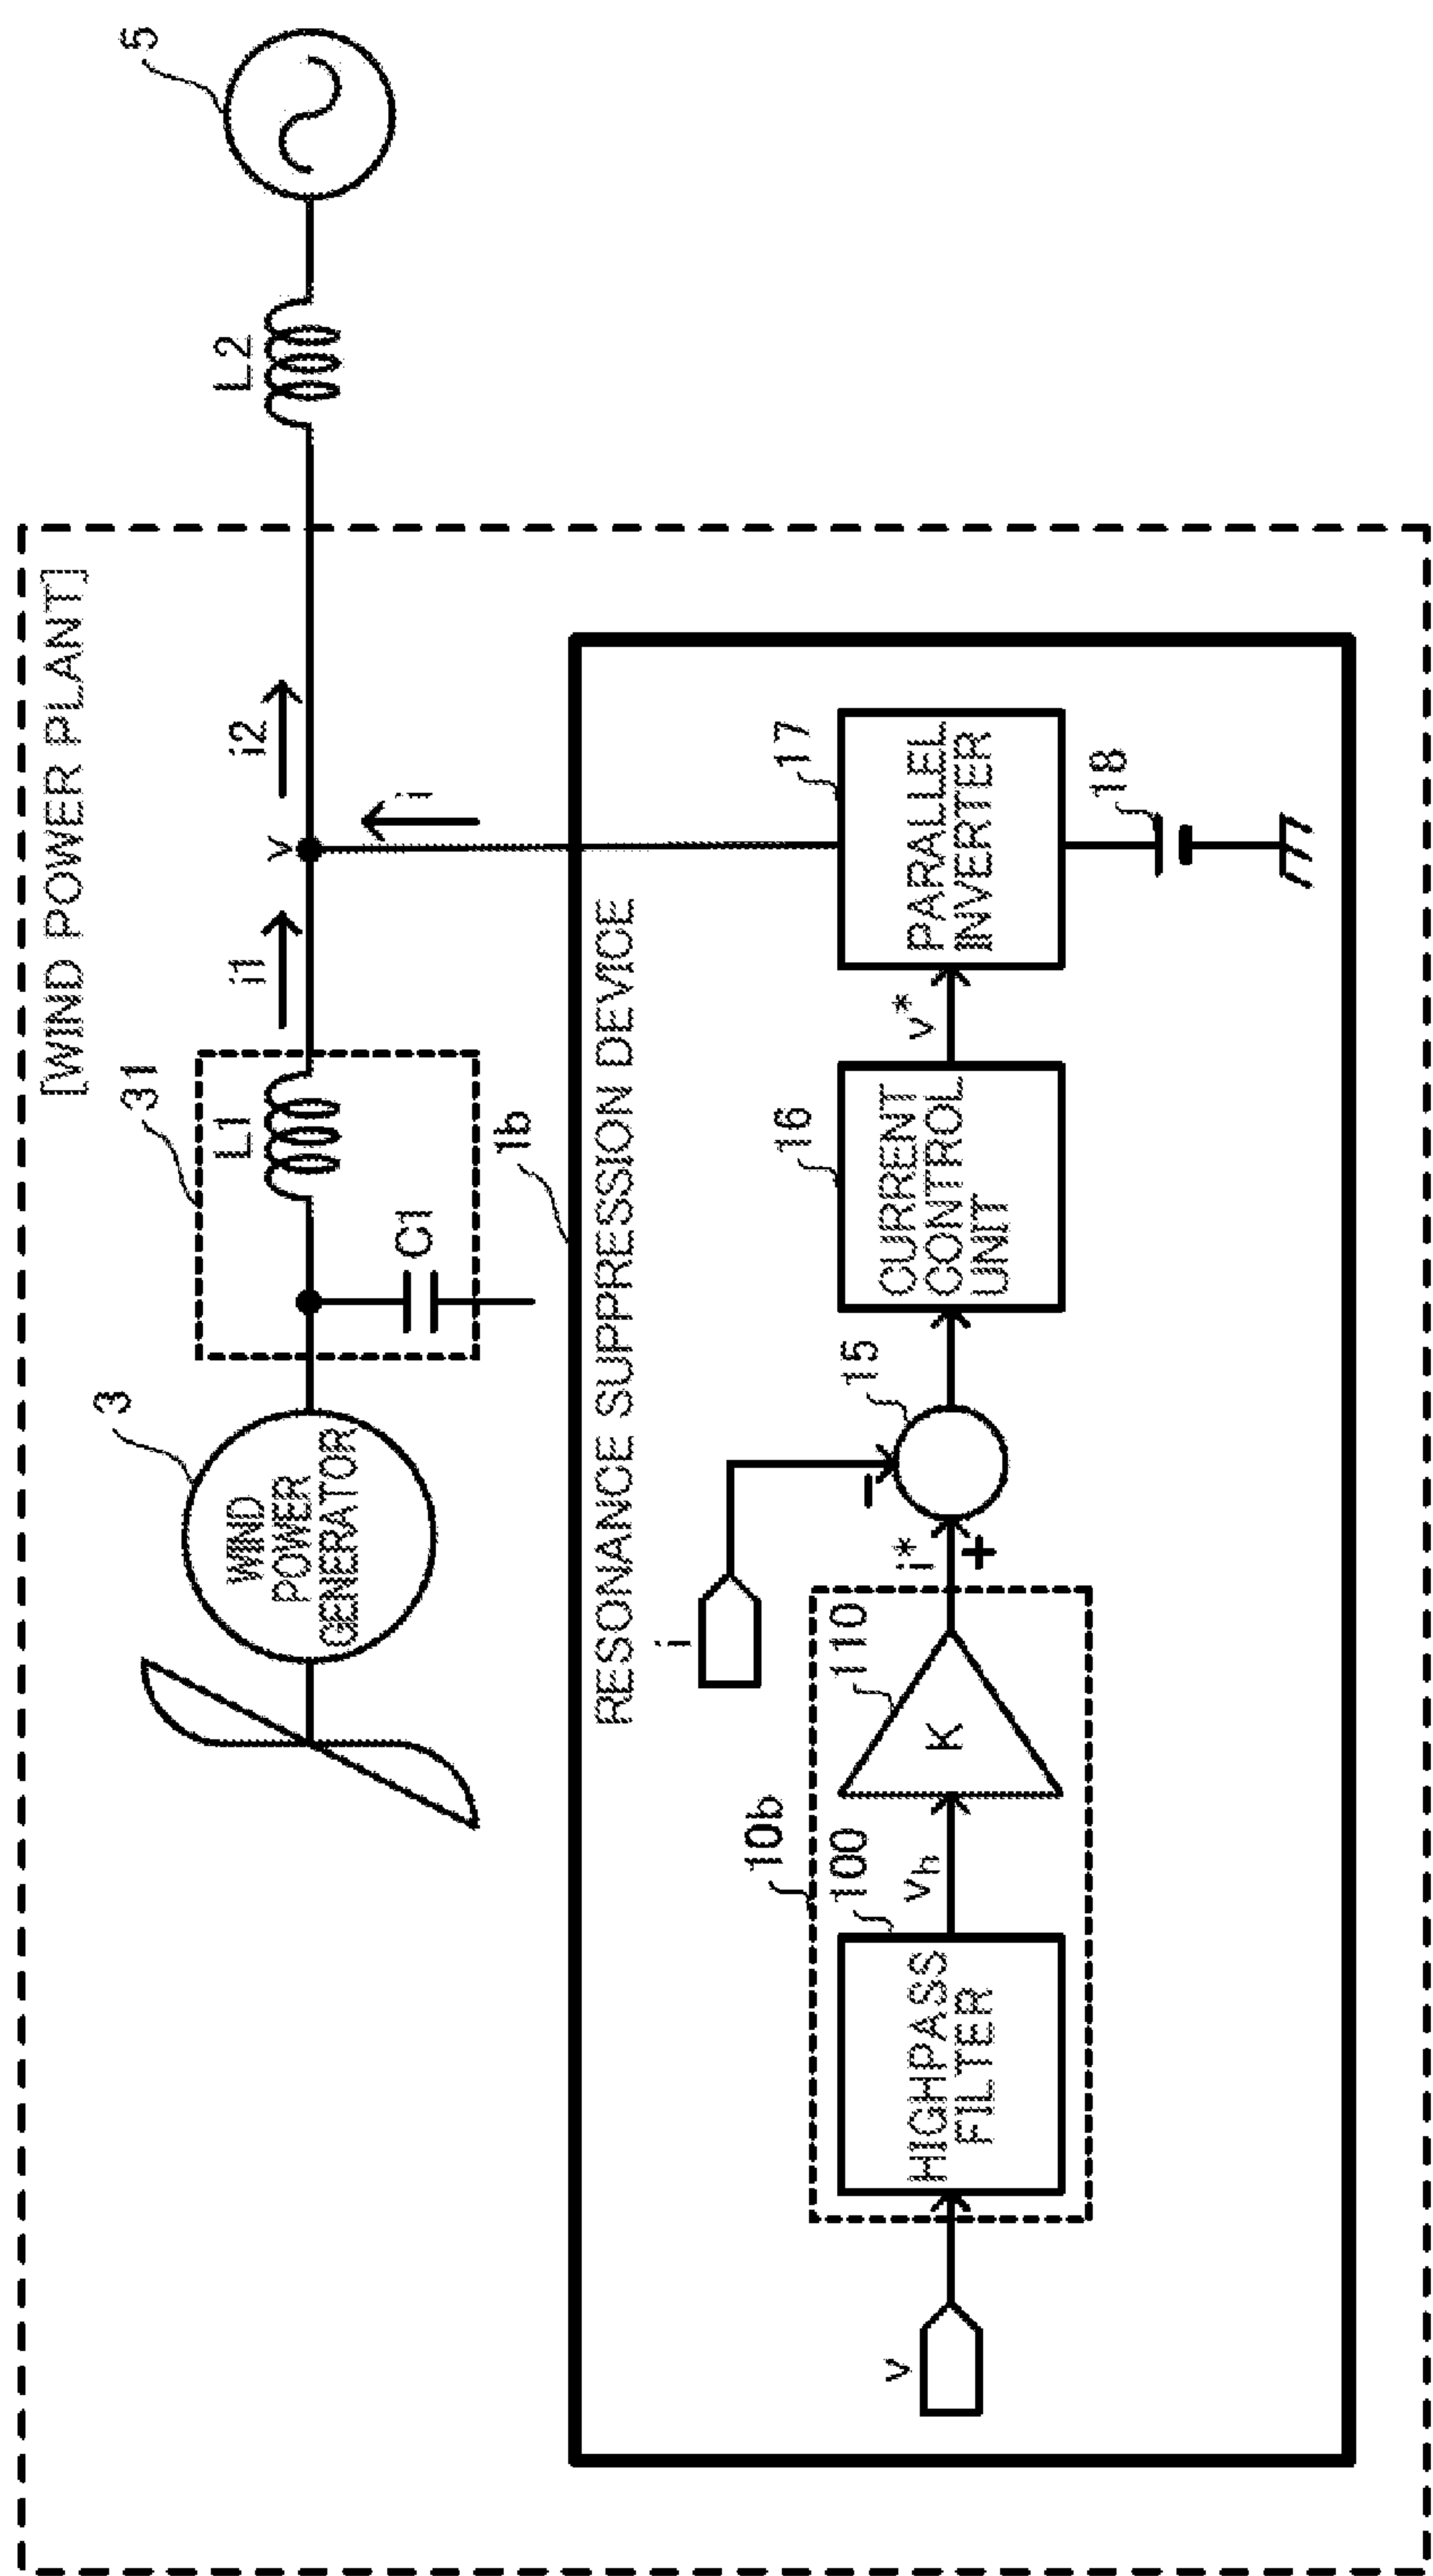 [WIND POWER PLANT]
3
WIND
POWER
GENERATOR
31
L1
C1
i1
v
i2
i
L2
5
1b
RESONANCE SUPPRESSION DEVICE
v
10b
100
HIGHPASS
FILTER
vh
110
K
i
i*
+
−
15
16
CURRENT
CONTROL
UNIT
v*
17
PARALLEL
INVERTER
18